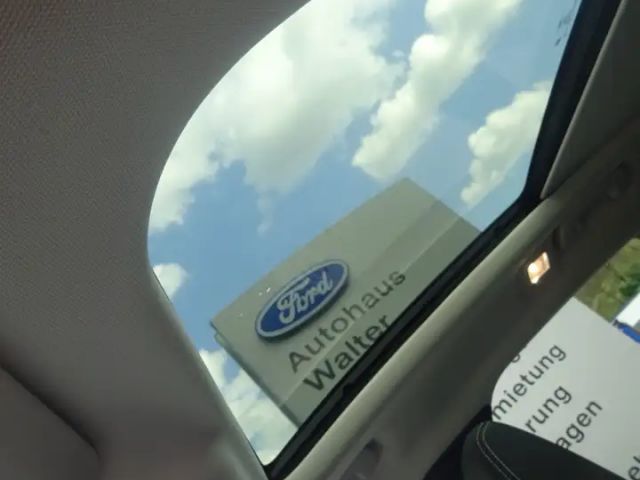 Ford
Autohaus
Walter
mietung
rung
agen